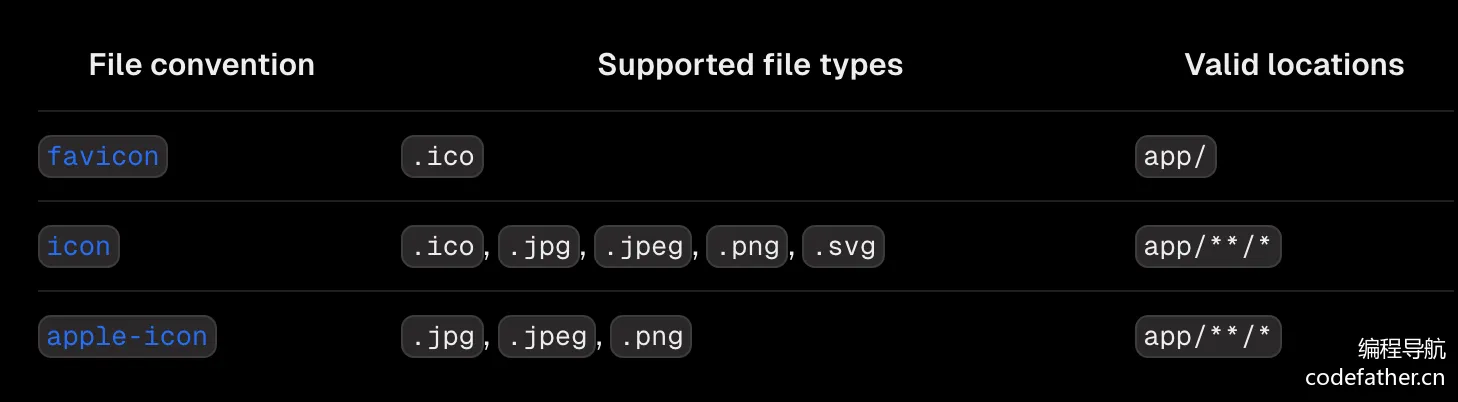 File convention Supported file types Valid locations
favicon .ico app/
icon .ico, .jpg, .jpeg, .png, .svg app/**/*
apple-icon .jpg, .jpeg, .png app/**/*
编程导航
codefather.cn